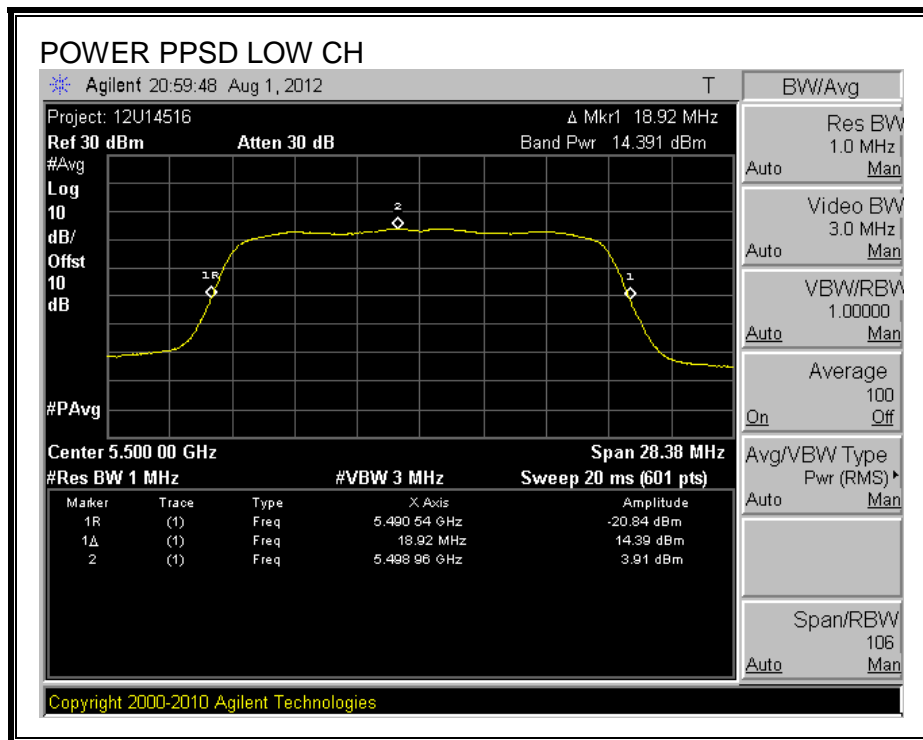 POWER PPSD LOW CH
Agilent 20:59:48 Aug 1, 2012 T
Project: 12U14516
Δ Mkr1 18.92 MHz
Ref 30 dBm Atten 30 dB Band Pwr 14.391 dBm
#Avg
Log
10
dB/
Offst
10
dB
#PAvg
2
1R
1
Center 5.500 00 GHz Span 28.38 MHz
#Res BW 1 MHz #VBW 3 MHz Sweep 20 ms (601 pts)
Marker Trace Type X Axis Amplitude
1R (1) Freq 5.490 54 GHz -20.84 dBm
1Δ (1) Freq 18.92 MHz 14.39 dBm
2 (1) Freq 5.498 96 GHz 3.91 dBm
Copyright 2000-2010 Agilent Technologies
BW/Avg
Res BW
1.0 MHz
Auto Man
Video BW
3.0 MHz
Auto Man
VBW/RBW
1.00000
Auto Man
Average
100
On Off
Avg/VBW Type
Pwr (RMS)
Auto Man
Span/RBW
106
Auto Man